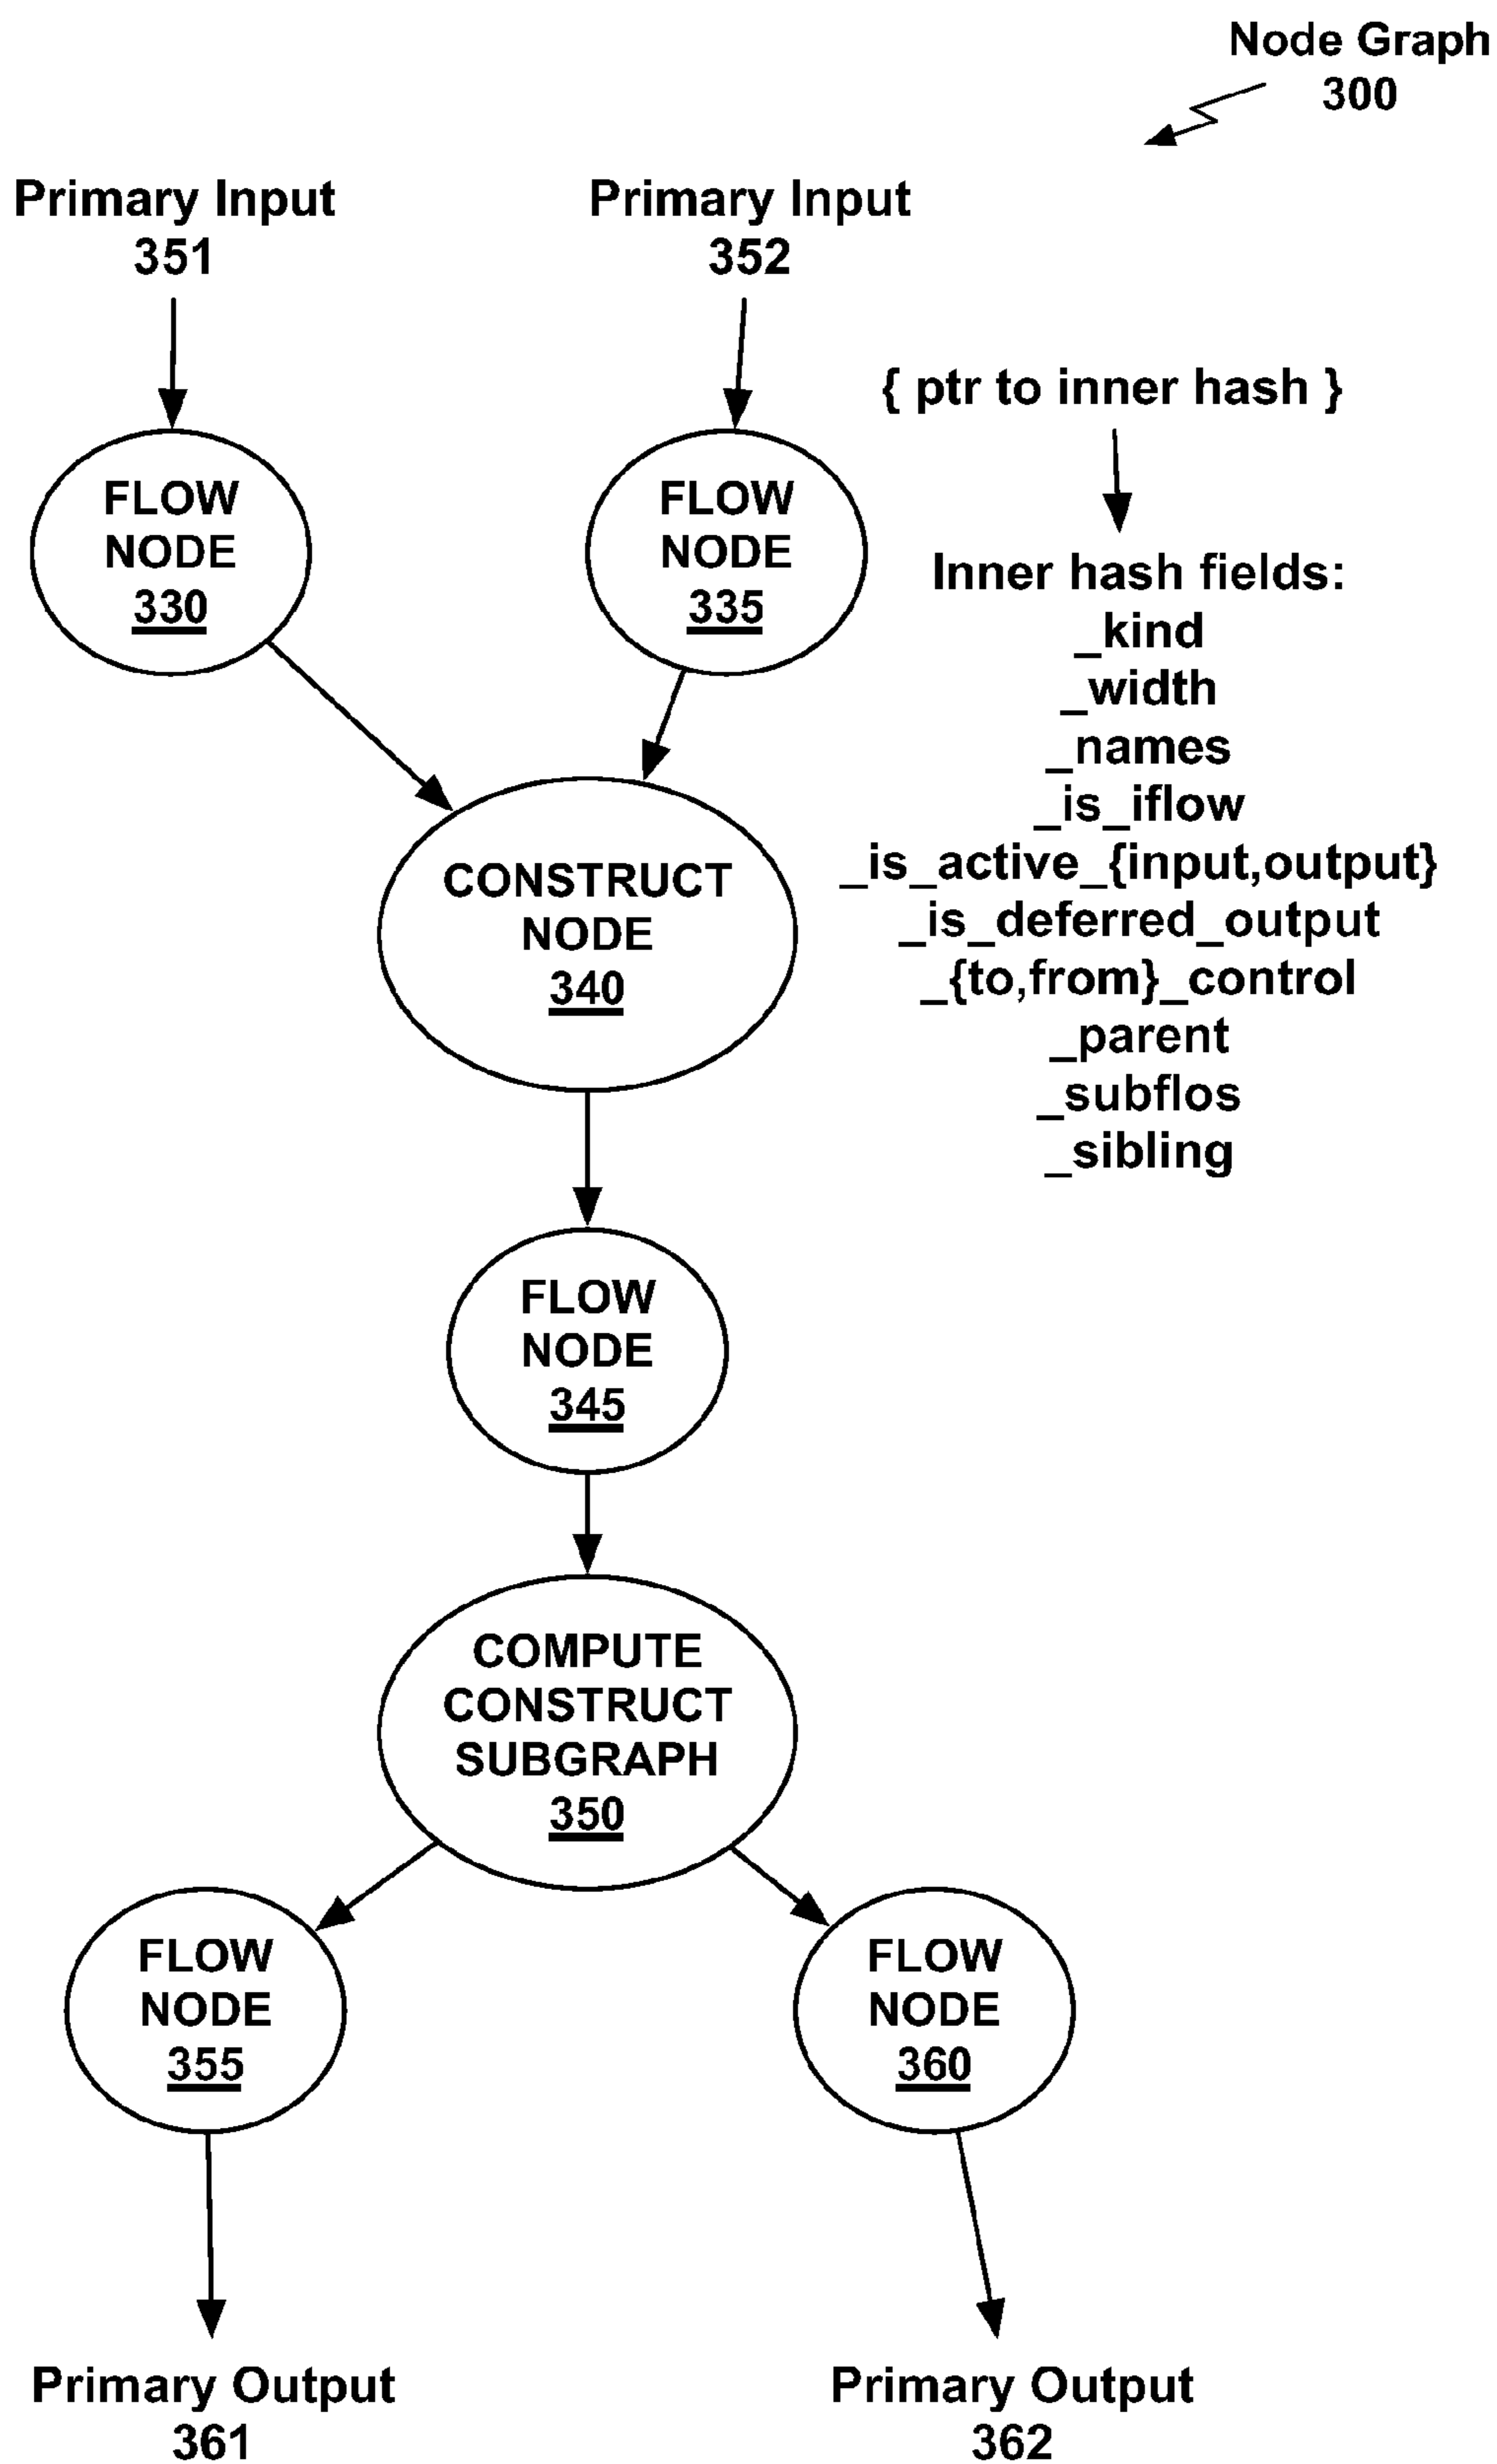 Node Graph
300
Primary Input
351
Primary Input
352
{ ptr to inner hash }
FLOW
NODE
330
FLOW
NODE
335
Inner hash fields:
_kind
_width
_names
_is_iflow
_is_active_{input,output}
_is_deferred_output
_{to,from}_control
_parent
_subflos
_sibling
CONSTRUCT
NODE
340
FLOW
NODE
345
COMPUTE
CONSTRUCT
SUBGRAPH
350
FLOW
NODE
355
FLOW
NODE
360
Primary Output
361
Primary Output
362